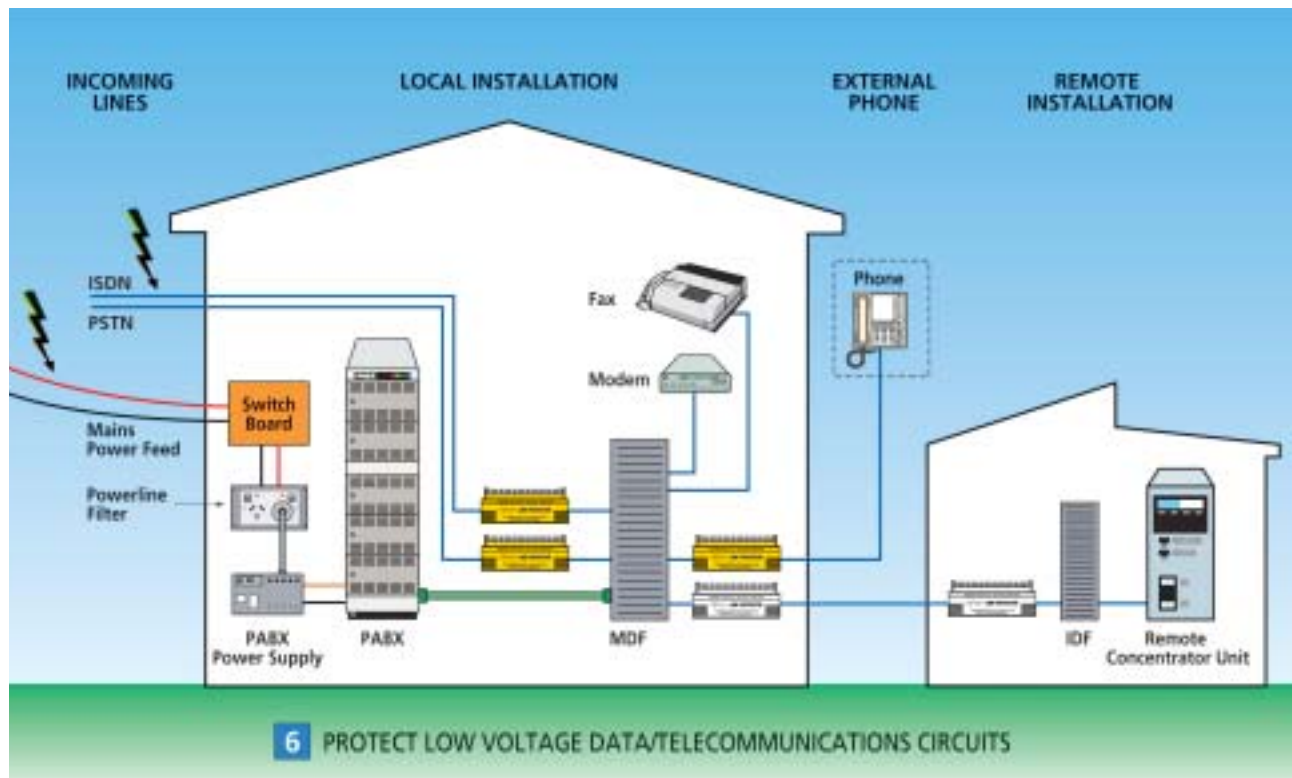 INCOMING
LINES
LOCAL INSTALLATION
EXTERNAL
PHONE
REMOTE
INSTALLATION
ISDN
PSTN
Fax
Phone
Modem
Switch
Board
Mains
Power Feed
Powerline
Filter
PABX
Power Supply
PABX
MDF
IDF
Remote
Concentrator Unit
6 PROTECT LOW VOLTAGE DATA/TELECOMMUNICATIONS CIRCUITS